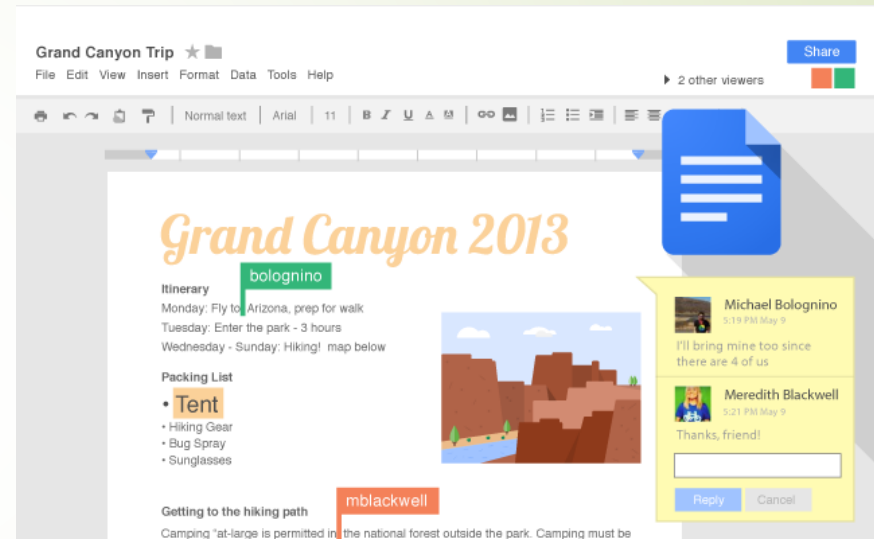 Grand Canyon Trip
Share
File Edit View Insert Format Data Tools Help
2 other viewers
Normal text Arial 11 B I U A
Grand Canyon 2013
bolognino
Itinerary
Monday: Fly to Arizona, prep for walk
Tuesday: Enter the park - 3 hours
Wednesday - Sunday: Hiking! map below
Packing List
• Tent
• Hiking Gear
• Bug Spray
• Sunglasses
Michael Bolognino
5:19 PM May 9
I'll bring mine too since
there are 4 of us
Meredith Blackwell
5:21 PM May 9
Thanks, friend!
Reply Cancel
mblackwell
Getting to the hiking path
Camping "at-large is permitted in the national forest outside the park. Camping must be